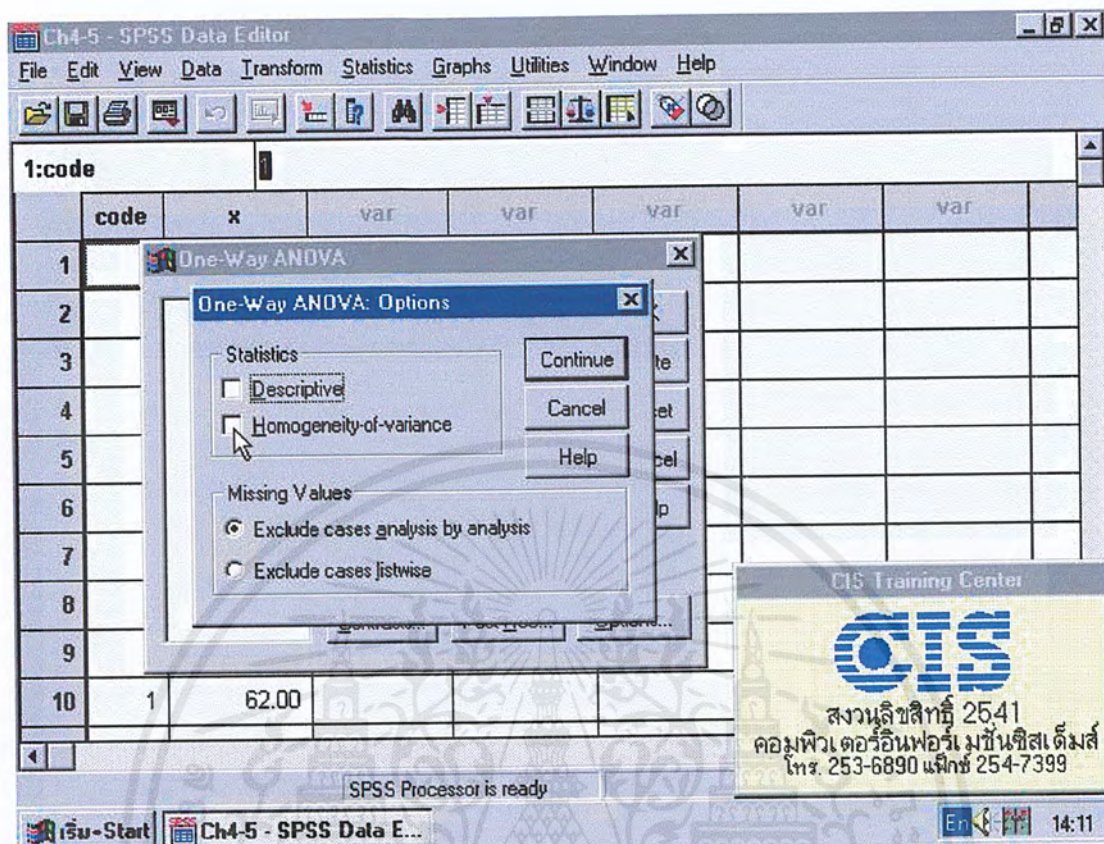 Ch4-5 - SPSS Data Editor
File Edit View Data Transform Statistics Graphs Utilities Window Help
1:code 1
code x var var var var var
1
2
3
4
5
6
7
8
9
10 1 62.00
One-Way ANOVA
One-Way ANOVA: Options
Statistics
Descriptive
Homogeneity-of-variance
Continue
Cancel
Help
Missing Values
Exclude cases analysis by analysis
Exclude cases listwise
Options...
CIS Training Center
CIS
สงวนลิขสิทธิ์ 2541
คอมพิวเตอร์อินฟอร์เมชั่นซิสเต็มส์
โทร. 253-6890 แฟ็กซ์ 254-7399
SPSS Processor is ready
เริ่ม-Start
Ch4-5 - SPSS Data E...
En
14:11